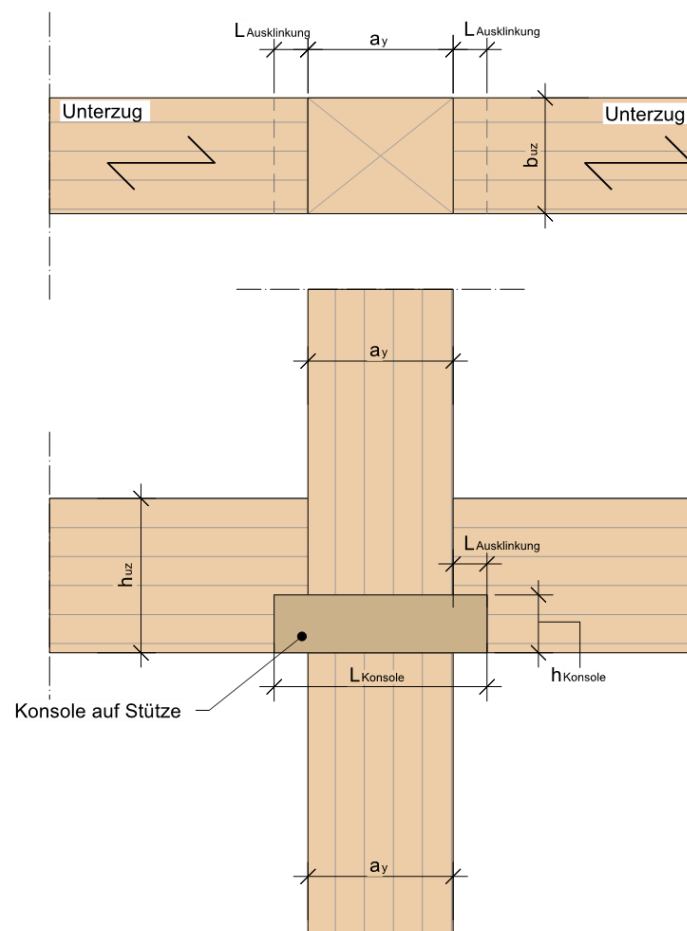 LAusklinkung ay LAusklinkung
Unterzug Unterzug
buz
ay
LAusklinkung
huz
LKonsole
hKonsole
Konsole auf Stütze
ay